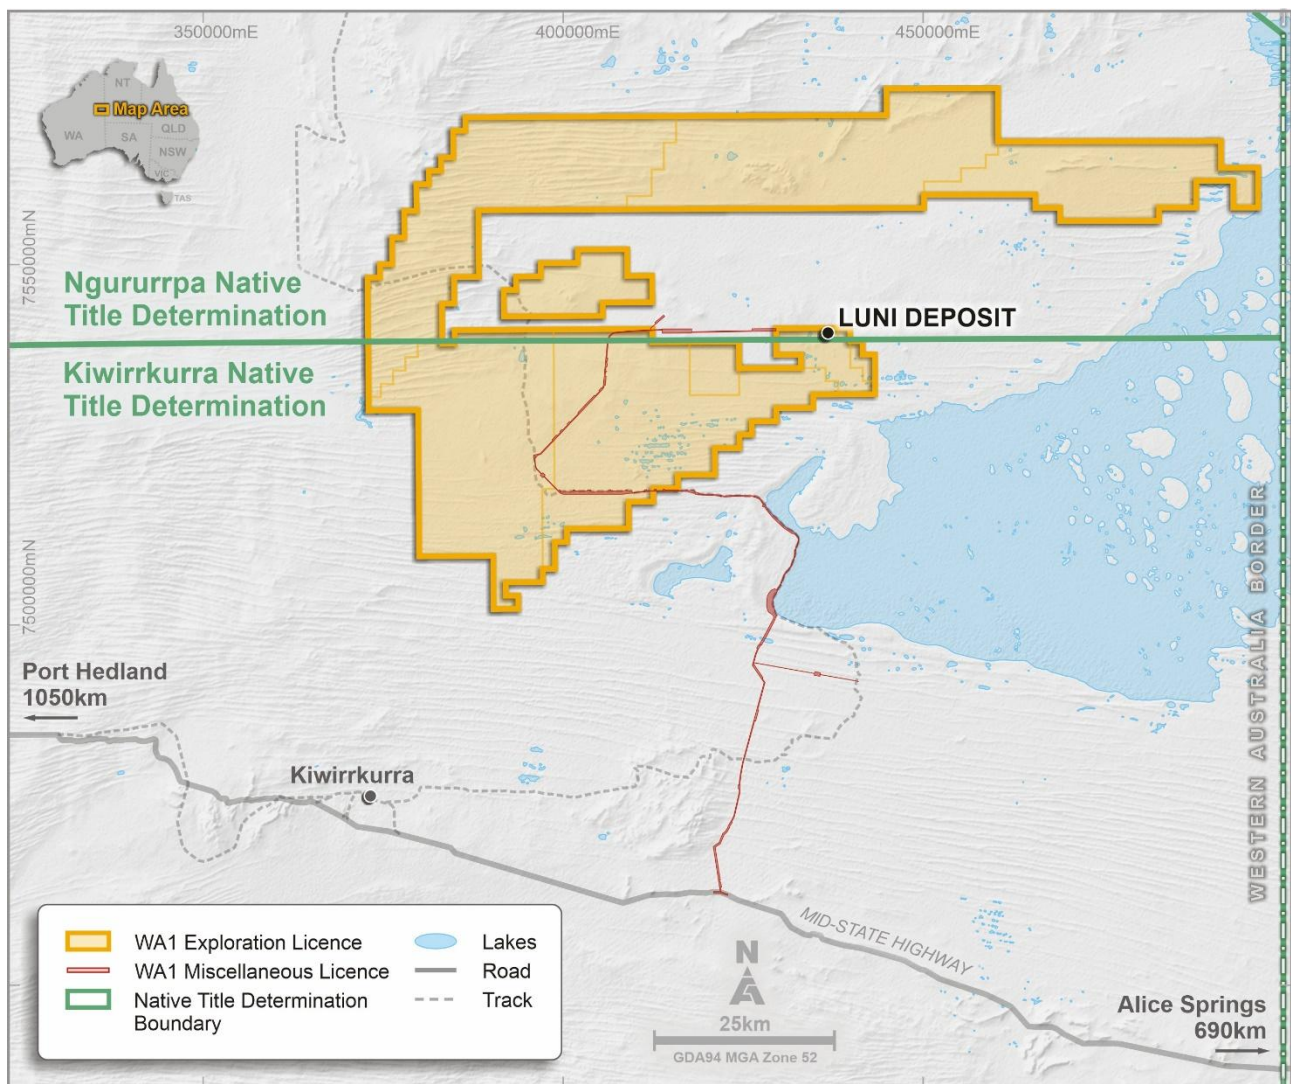 350000mE
400000mE
450000mE
NT
Map Area
WA
SA
QLD
NSW
VIC
TAS
7550000mN
Ngururrpa Native
Title Determination
LUNI DEPOSIT
Kiwirrkurra Native
Title Determination
7500000mN
WESTERN AUSTRALIA BORDER
Port Hedland
1050km
Kiwirrkurra
MID-STATE HIGHWAY
WA1 Exploration Licence
WA1 Miscellaneous Licence
Native Title Determination
Boundary
Lakes
Road
Track
N
25km
GDA94 MGA Zone 52
Alice Springs
690km